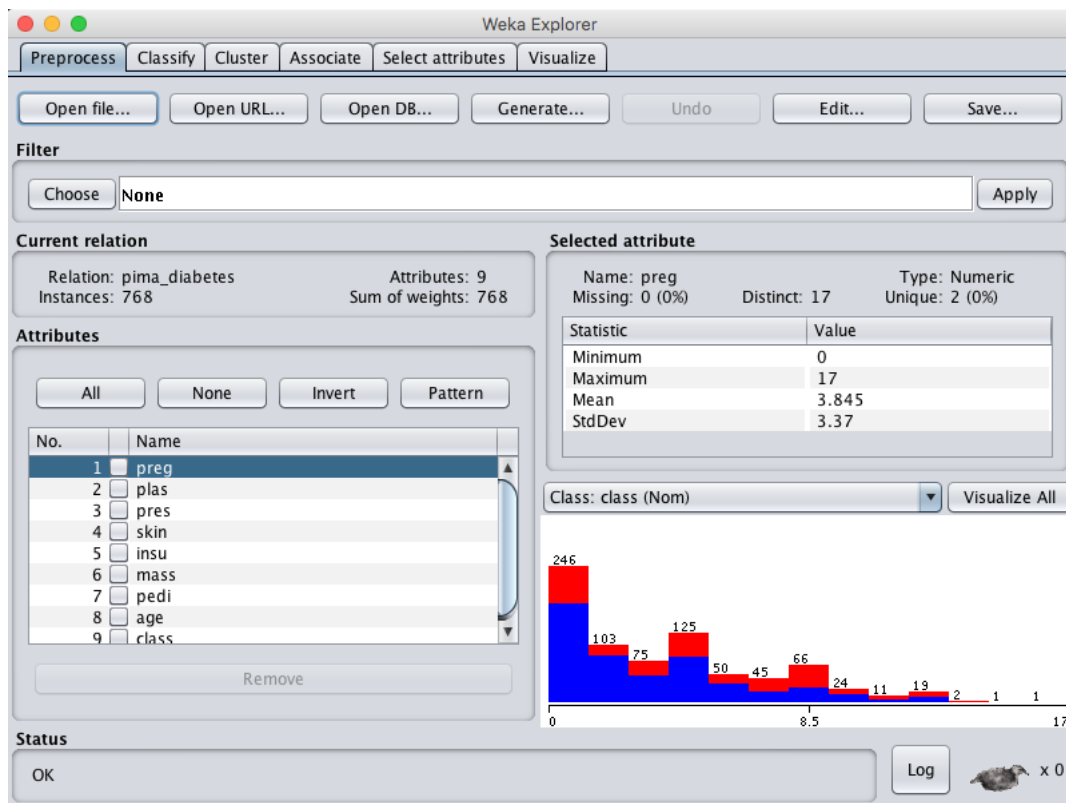 Weka Explorer
Preprocess Classify Cluster Associate Select attributes Visualize
Open file... Open URL... Open DB... Generate... Undo Edit... Save...
Filter
Choose None Apply
Current relation
Relation: pima_diabetes Attributes: 9
Instances: 768 Sum of weights: 768
Attributes
All None Invert Pattern
No. Name
1 preg
2 plas
3 pres
4 skin
5 insu
6 mass
7 pedi
8 age
9 class
Remove
Selected attribute
Name: preg Type: Numeric
Missing: 0 (0%) Distinct: 17 Unique: 2 (0%)
Statistic Value
Minimum 0
Maximum 17
Mean 3.845
StdDev 3.37
Class: class (Nom) Visualize All
246 103 75 125 50 45 66 24 11 19 2 1 1
0 8.5 17
Status
OK Log x 0